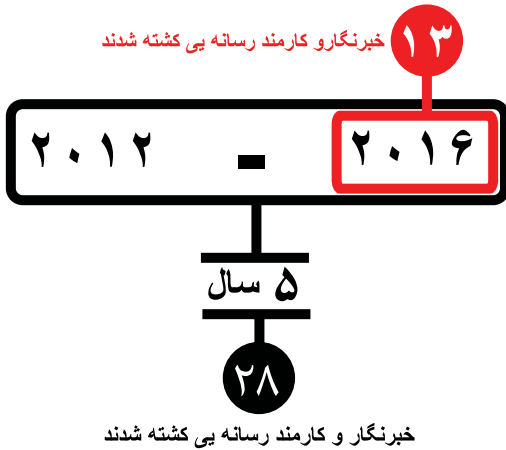 ۱۳
خبرنگارو کارمند رسانه یی کشته شدند
۲۰۱۲ - ۲۰۱۶
۵ سال
۲۸
خبرنگار و کارمند رسانه یی کشته شدند